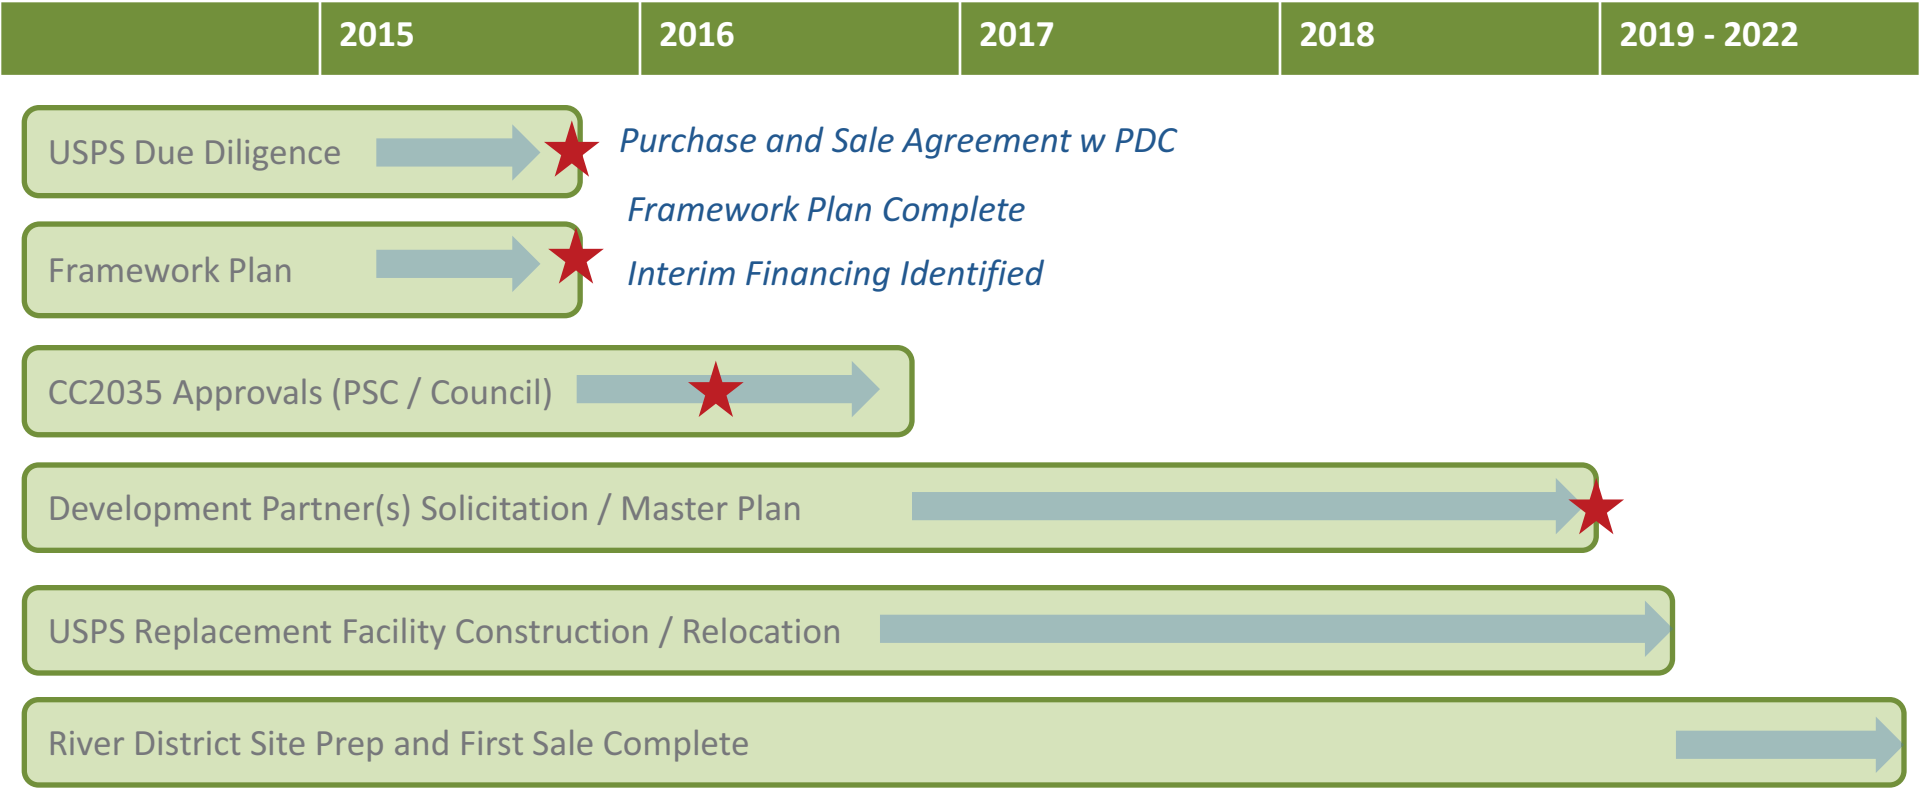 2015 2016 2017 2018 2019 - 2022
USPS Due Diligence
Purchase and Sale Agreement w PDC
Framework Plan Complete
Framework Plan
Interim Financing Identified
CC2035 Approvals (PSC / Council)
Development Partner(s) Solicitation / Master Plan
USPS Replacement Facility Construction / Relocation
River District Site Prep and First Sale Complete